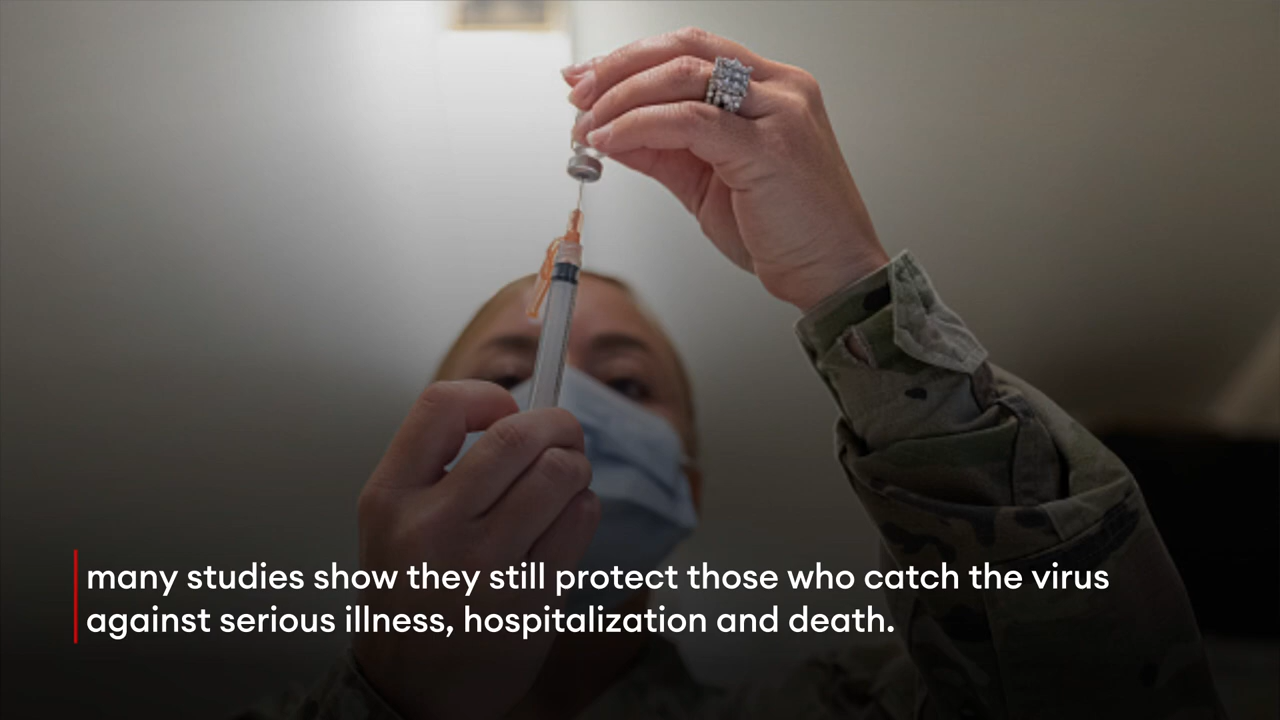 many studies show they still protect those who catch the virus
against serious illness, hospitalization and death.